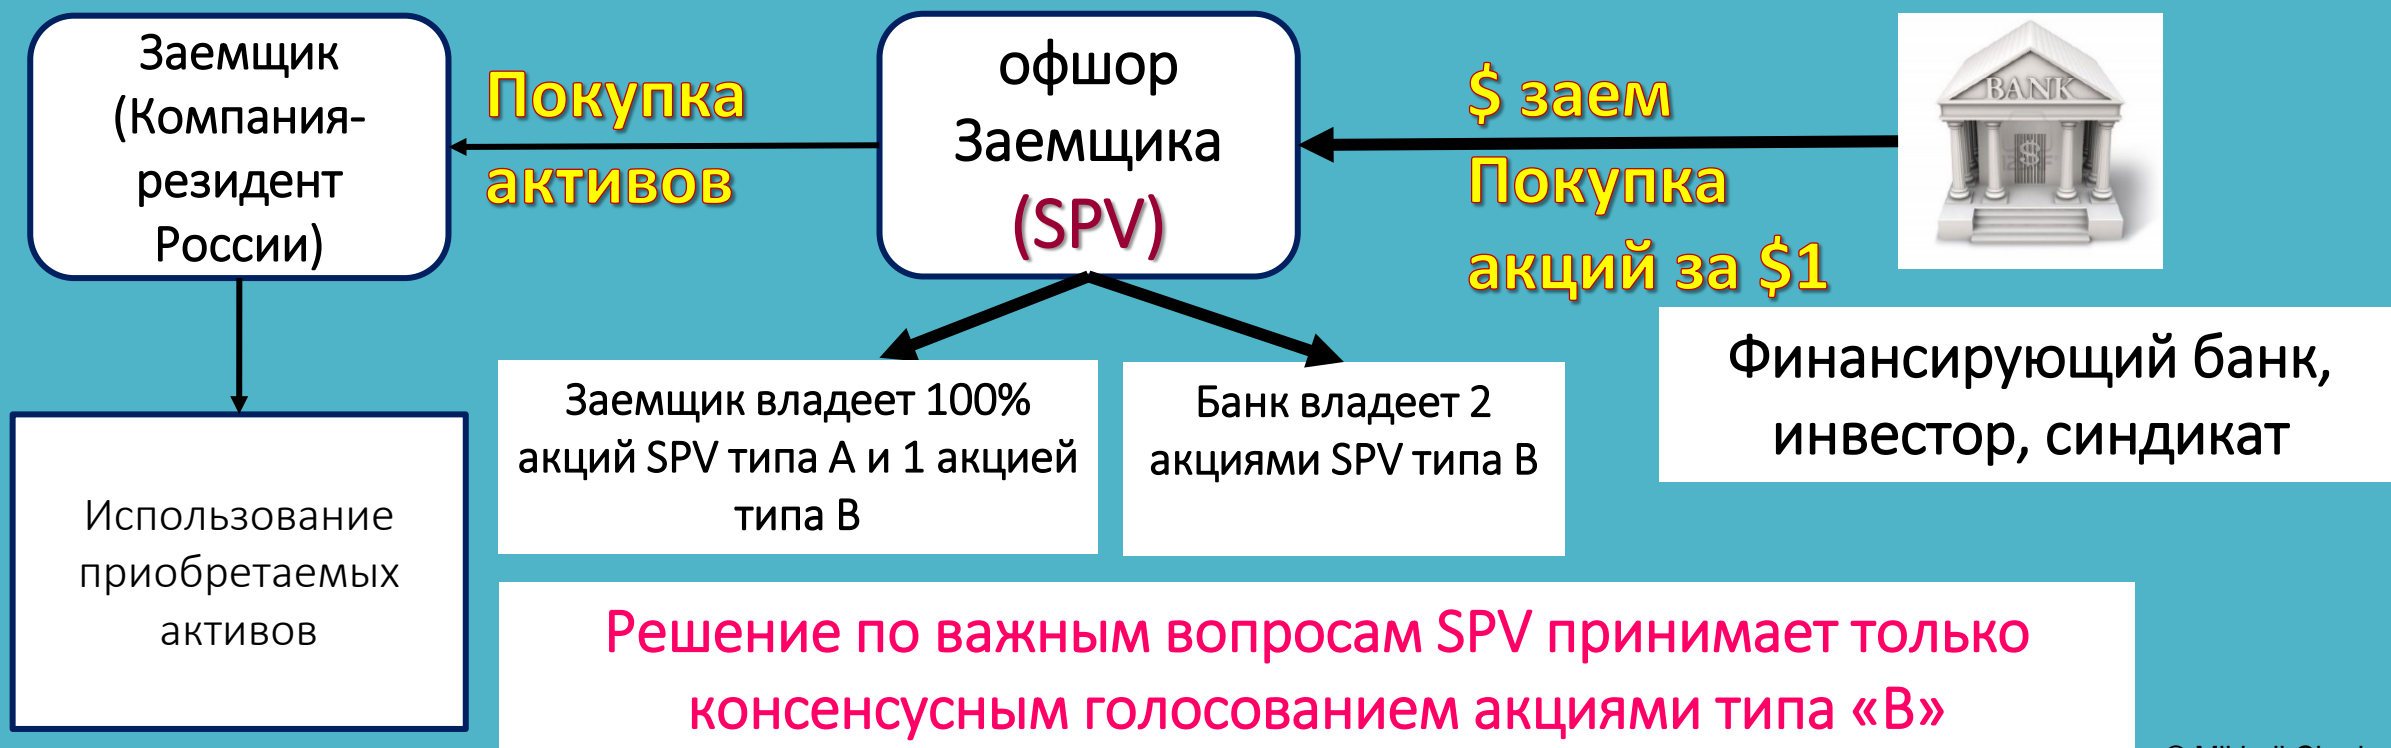 Заемщик
(Компания-
резидент
России)
Покупка
активов
офшор
Заемщика
(SPV)
$ заем
Покупка
акций за $1
BANK
$
Финансирующий банк,
инвестор, синдикат
Заемщик владеет 100%
акций SPV типа А и 1 акцией
типа В
Банк владеет 2
акциями SPV типа В
Использование
приобретаемых
активов
Решение по важным вопросам SPV принимает только
консенсусным голосованием акциями типа «В»